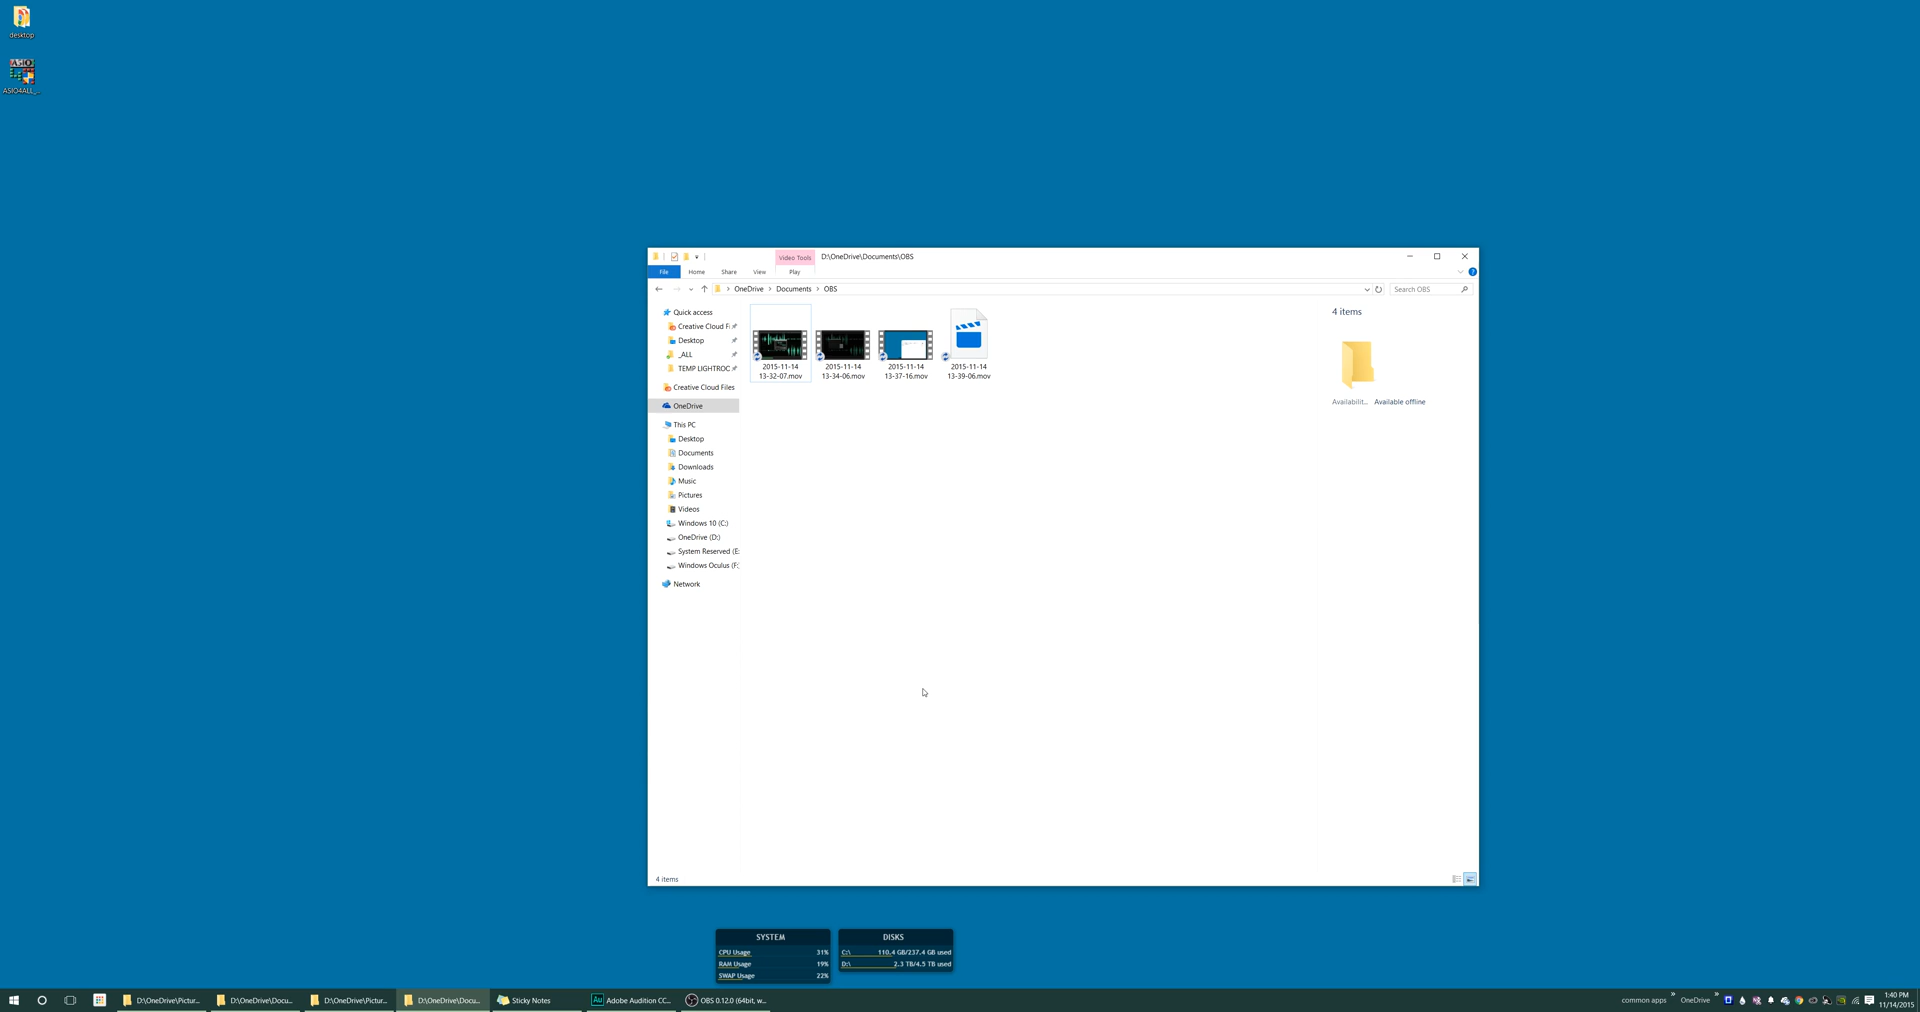 desktop
ASIO4ALL_...
Video Tools
D:\OneDrive\Documents\OBS
File
Home
Share
View
Play
OneDrive > Documents > OBS
Search OBS
Quick access
Creative Cloud Fi
Desktop
_ALL
TEMP LIGHTROC
Creative Cloud Files
OneDrive
This PC
Desktop
Documents
Downloads
Music
Pictures
Videos
Windows 10 (C:)
OneDrive (D:)
System Reserved (E:
Windows Oculus (F:
Network
2015-11-14
13-32-07.mov
2015-11-14
13-34-06.mov
2015-11-14
13-37-16.mov
2015-11-14
13-39-06.mov
4 items
Availabilit... Available offline
4 items
SYSTEM
CPU Usage 31%
RAM Usage 19%
SWAP Usage 22%
DISKS
C:\ 110.4 GB/237.4 GB used
D:\ 2.3 TB/4.5 TB used
D:\OneDrive\Pictur...
D:\OneDrive\Docu...
D:\OneDrive\Pictur...
D:\OneDrive\Docu...
Sticky Notes
Au
Adobe Audition CC...
OBS 0.12.0 (64bit, w...
common apps
OneDrive
1:40 PM
11/14/2015